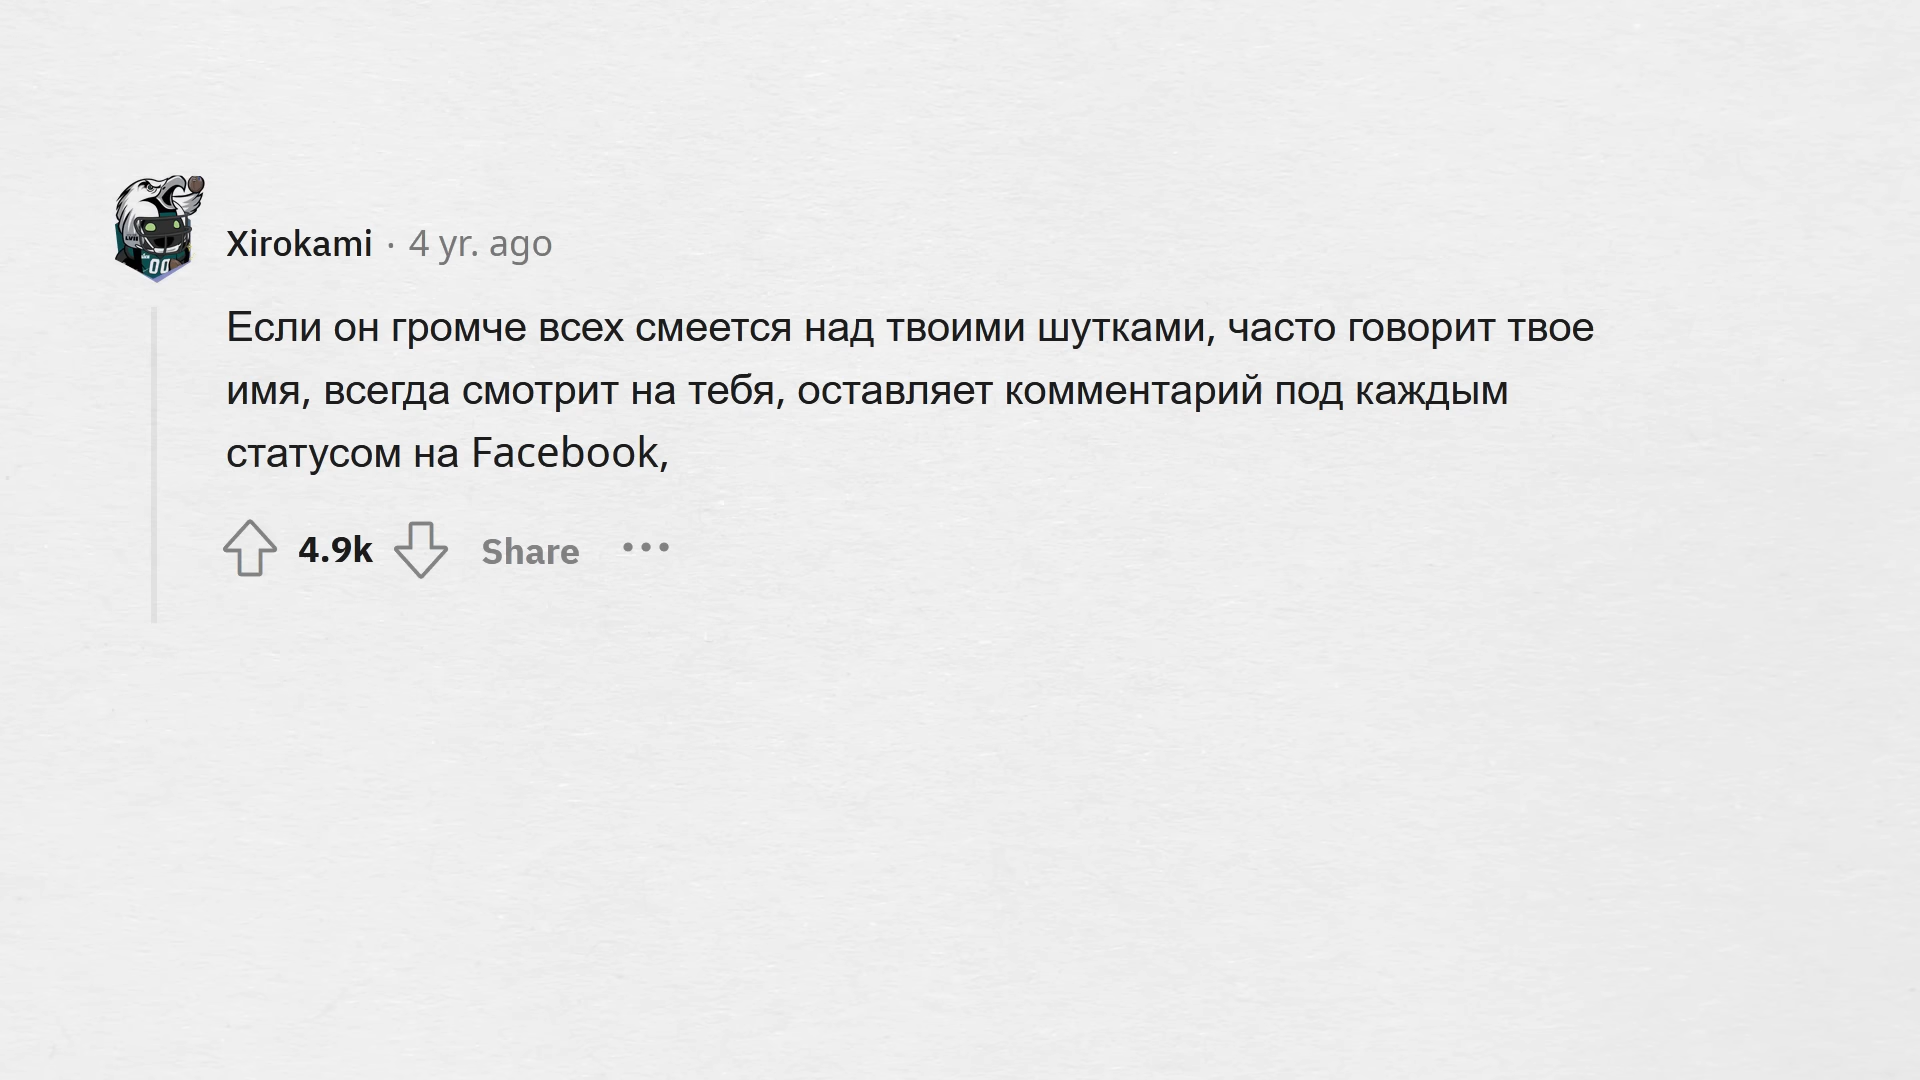 Xirokami · 4 yr. ago
Если он громче всех смеется над твоими шутками, часто говорит твое
имя, всегда смотрит на тебя, оставляет комментарий под каждым
статусом на Facebook,
4.9k Share •••
00